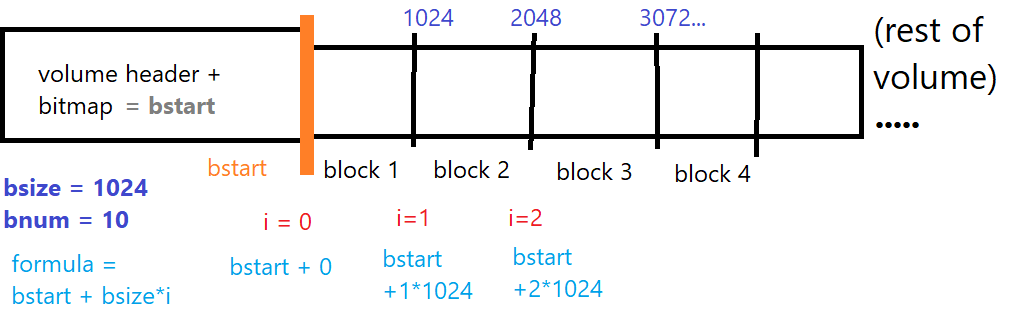 1024 2048 3072...
(rest of
volume)
.....
volume header +
bitmap = bstart
bstart
block 1 block 2 block 3 block 4
bsize = 1024
bnum = 10
i = 0 i=1 i=2
formula =
bstart + bsize*i
bstart + 0
bstart
+1*1024
bstart
+2*1024